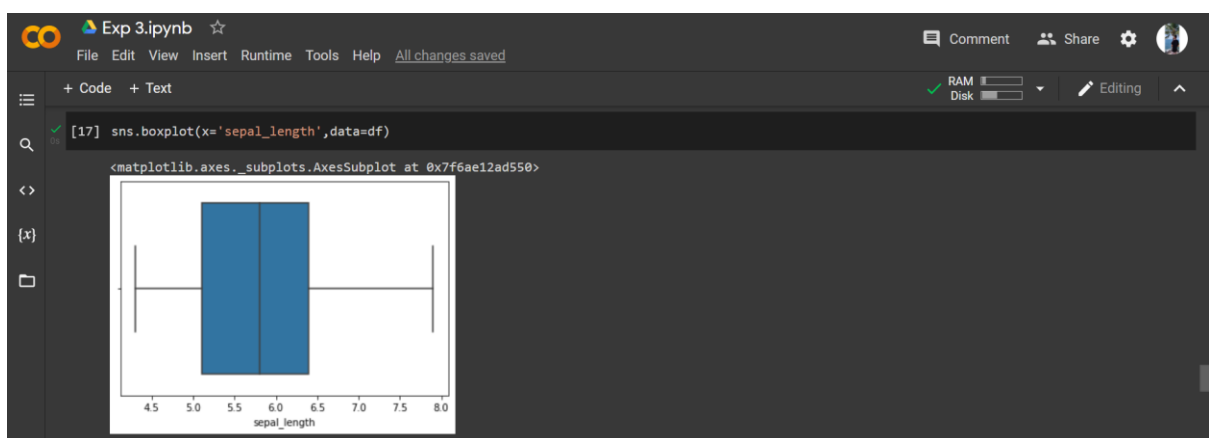 Exp 3.ipynb
Comment
Share
File Edit View Insert Runtime Tools Help All changes saved
+ Code + Text
RAM
Disk
Editing
[17] sns.boxplot(x='sepal_length',data=df)
0s
<matplotlib.axes._subplots.AxesSubplot at 0x7f6ae12ad550>
{x}
4.5 5.0 5.5 6.0 6.5 7.0 7.5 8.0
sepal_length